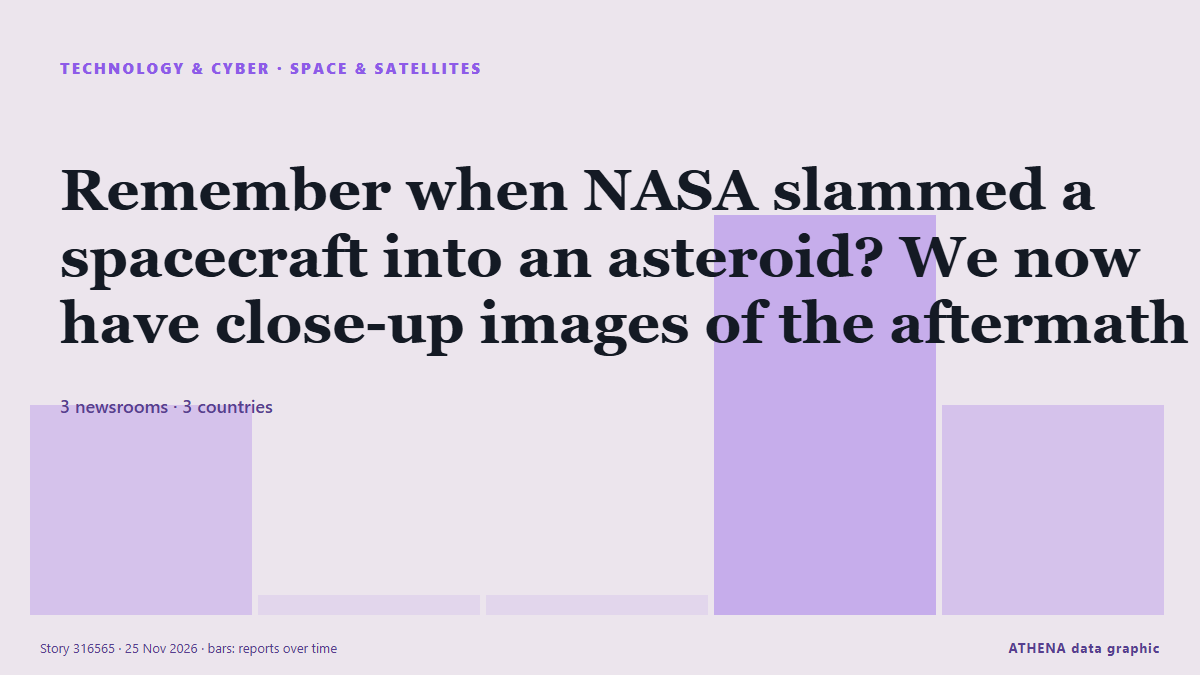 TECHNOLOGY & CYBER · SPACE & SATELLITES
Remember when NASA slammed a
spacecraft into an asteroid? We now
have close-up images of the aftermath
3 newsrooms · 3 countries
Story 316565 · 25 Nov 2026 · bars: reports over time
ATHENA data graphic